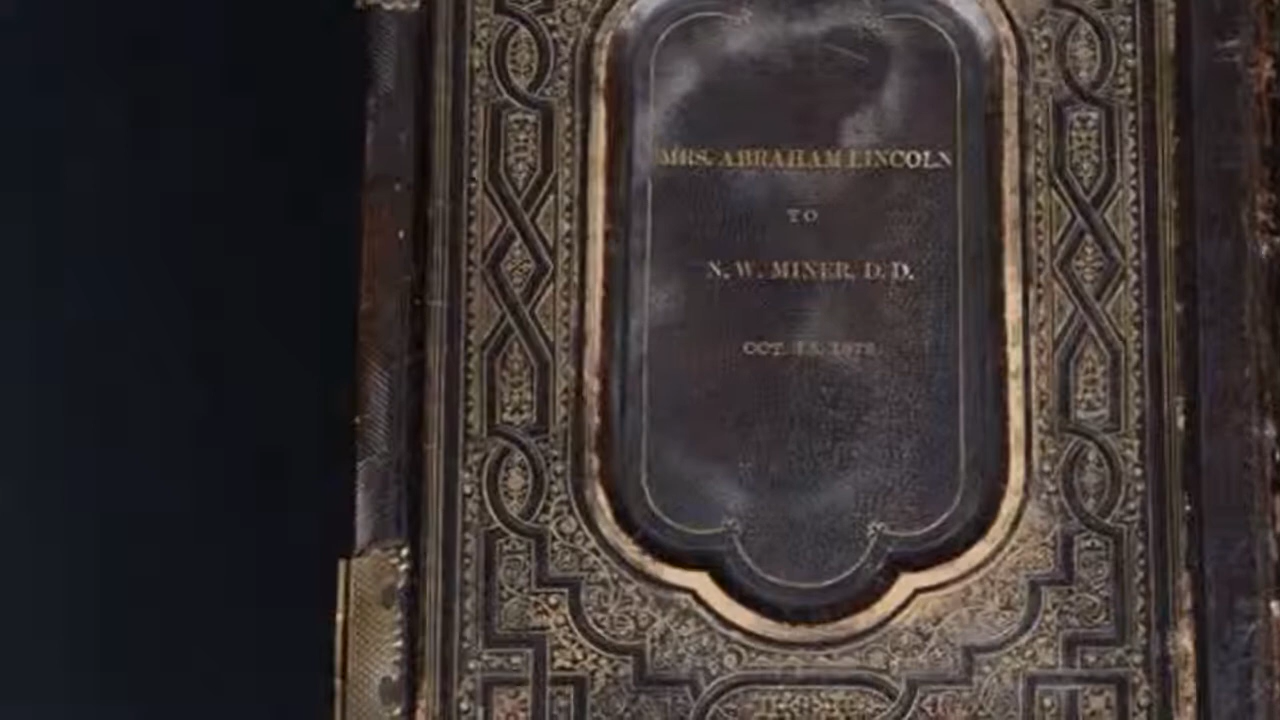 MRS. ABRAHAM LINCOLN
TO
N. W. MINER, D. D.
OCT. 15, 1872.